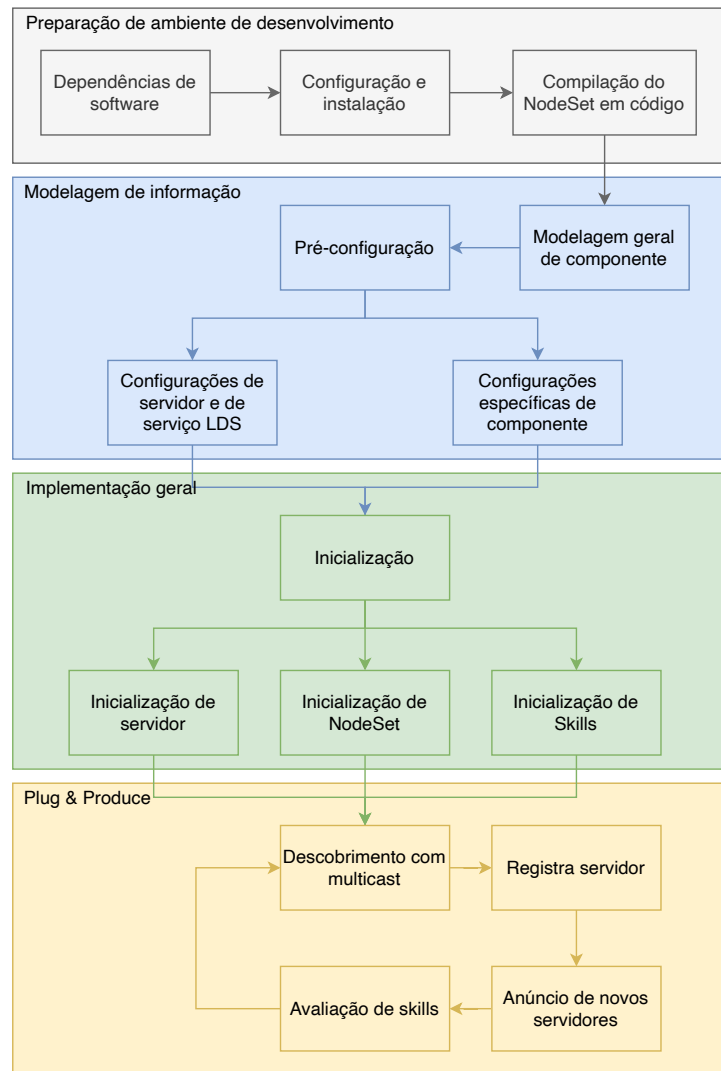 Preparação de ambiente de desenvolvimento
Dependências de
software
Configuração e
instalação
Compilação do
NodeSet em código
Modelagem de informação
Pré-configuração
Modelagem geral
de componente
Configurações de
servidor e de
serviço LDS
Configurações
específicas de
componente
Implementação geral
Inicialização
Inicialização de
servidor
Inicialização de
NodeSet
Inicialização de
Skills
Plug & Produce
Descobrimento com
multicast
Registra servidor
Avaliação de skills
Anúncio de novos
servidores